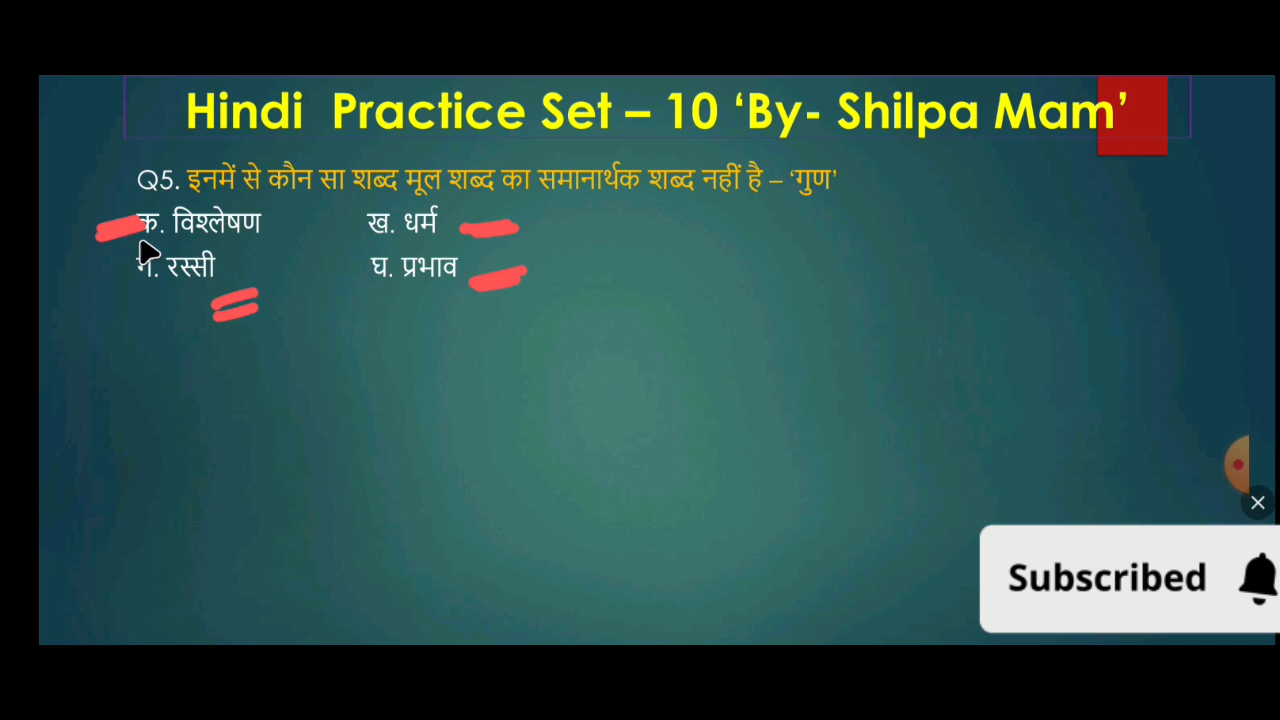 Hindi Practice Set – 10 ‘By- Shilpa Mam’
Q5. इनमें से कौन सा शब्द मूल शब्द का समानार्थक शब्द नहीं है – ‘गुण’
क. विश्लेषण ख. धर्म
ग. रस्सी घ. प्रभाव
Subscribed